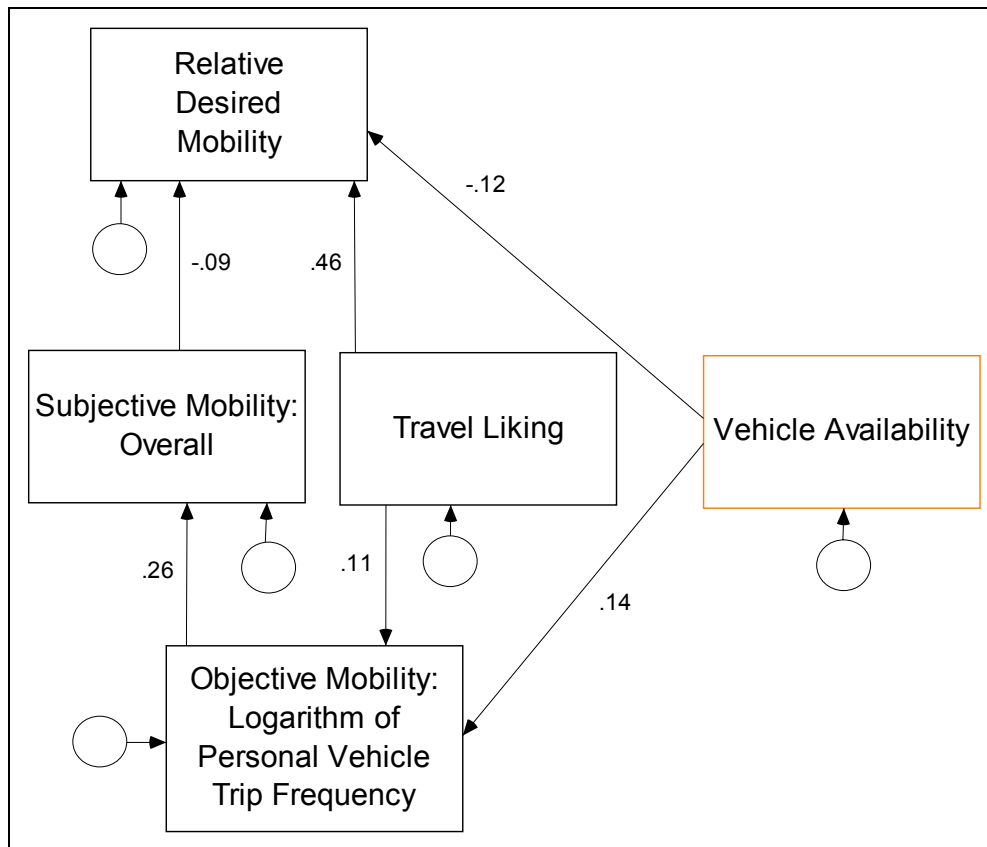 Relative
Desired
Mobility
-.12
-.09
.46
Subjective Mobility:
Overall
Travel Liking
Vehicle Availability
.26
.11
.14
Objective Mobility:
Logarithm of
Personal Vehicle
Trip Frequency